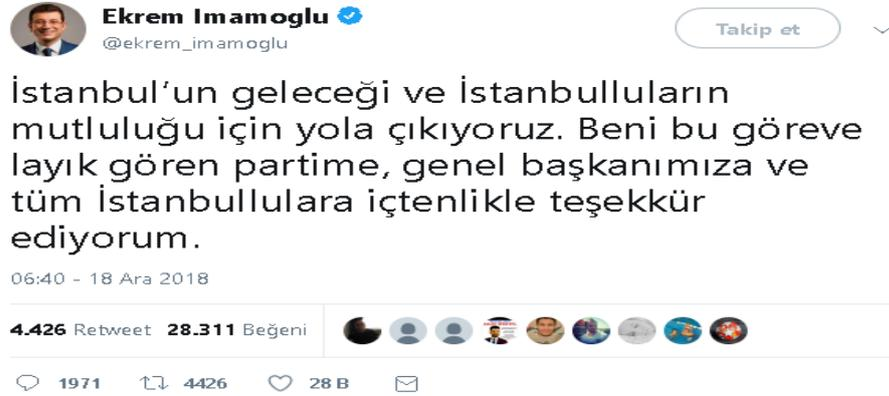 Ekrem Imamoglu
@ekrem_imamoglu
Takip et
İstanbul'un geleceği ve İstanbulluların
mutluluğu için yola çıkıyoruz. Beni bu göreve
layık gören partime, genel başkanımıza ve
tüm İstanbullulara içtenlikle teşekkür
ediyorum.
06:40 - 18 Ara 2018
4.426 Retweet 28.311 Beğeni
1971 4426 28 B